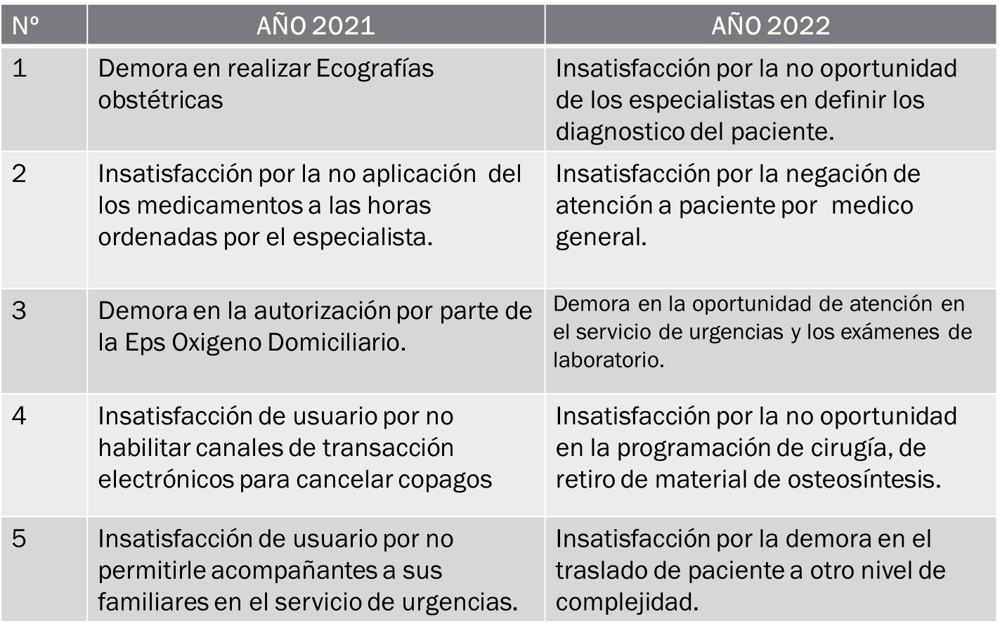 Nº AÑO 2021 AÑO 2022
1
Demora en realizar Ecografías
obstétricas
Insatisfacción por la no oportunidad
de los especialistas en definir los
diagnostico del paciente.
2
Insatisfacción por la no aplicación  del
los medicamentos a las horas
ordenadas por el especialista.
Insatisfacción por la negación de
atención a paciente por  medico
general.
3
Demora en la autorización por parte de
la Eps Oxigeno Domiciliario.
Demora en la oportunidad de atención en
el servicio de urgencias y los exámenes de
laboratorio.
4
Insatisfacción de usuario por no
habilitar canales de transacción
electrónicos para cancelar copagos
Insatisfacción por la no oportunidad
en la programación de cirugía, de
retiro de material de osteosíntesis.
5
Insatisfacción de usuario por no
permitirle acompañantes a sus
familiares en el servicio de urgencias.
Insatisfacción por la demora en el
traslado de paciente a otro nivel de
complejidad.